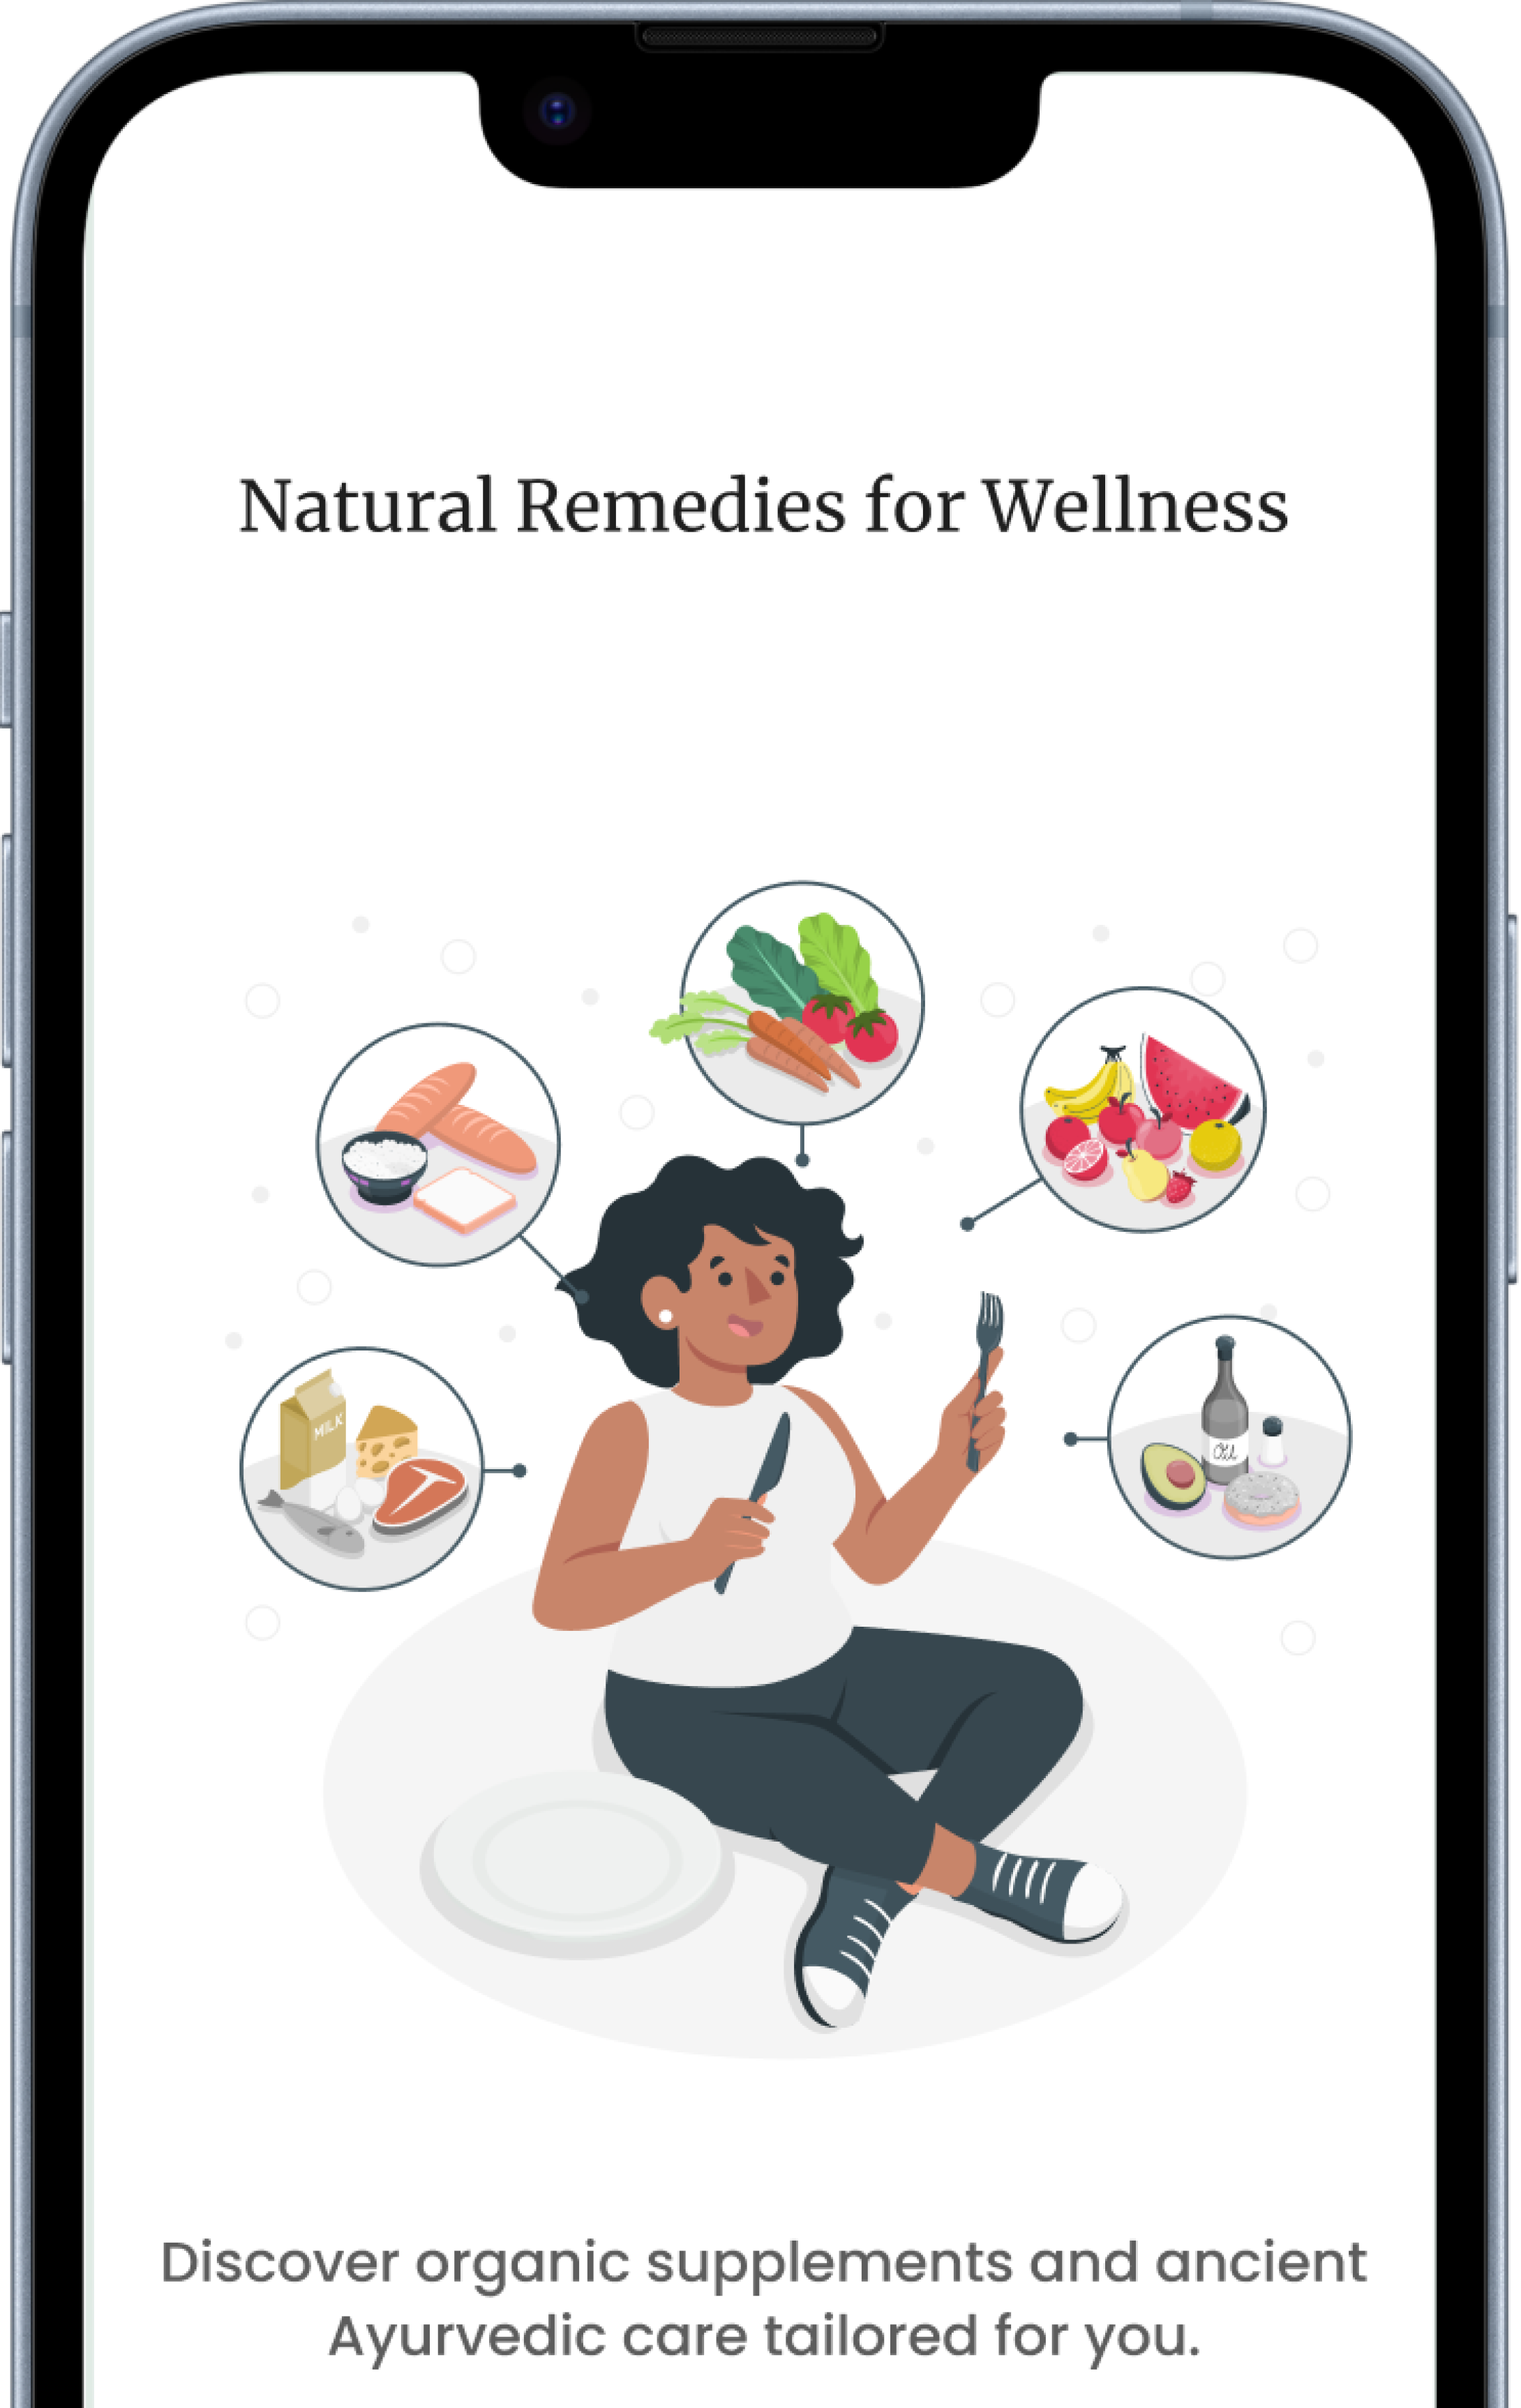 Natural Remedies for Wellness
MILK
Oil
Discover organic supplements and ancient
Ayurvedic care tailored for you.